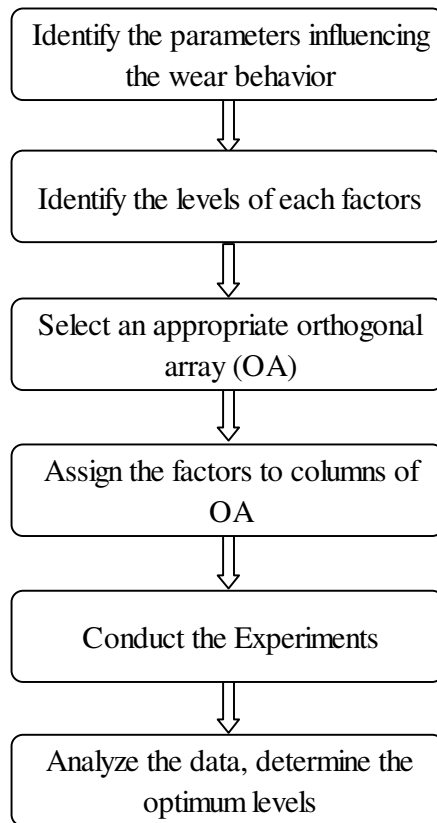 Identify the parameters influencing
the wear behavior
Identify the levels of each factors
Select an appropriate orthogonal
array (OA)
Assign the factors to columns of
OA
Conduct the Experiments
Analyze the data, determine the
optimum levels